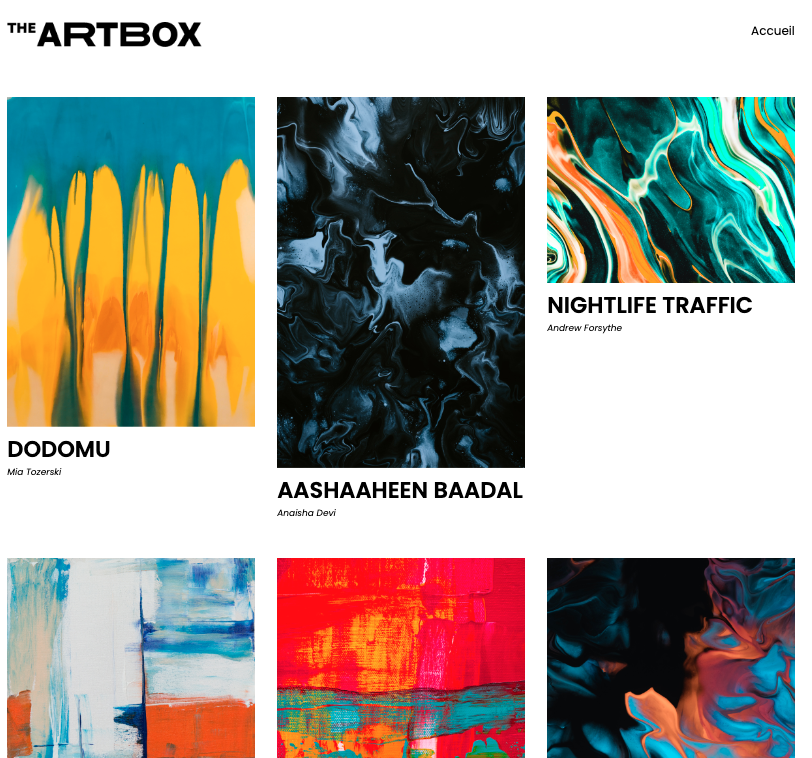 THE ARTBOX
Accueil
DODOMU
Mia Tozerski
AASHAAHEEN BAADAL
Anaisha Devi
NIGHTLIFE TRAFFIC
Andrew Forsythe